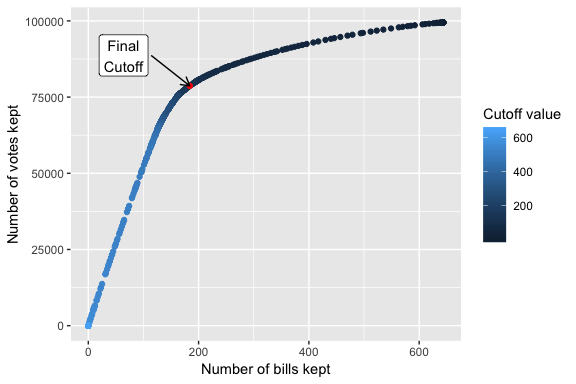 100000
75000
50000
25000
0
Number of votes kept
Final
Cutoff
0 200 400 600
Number of bills kept
Cutoff value
600
400
200